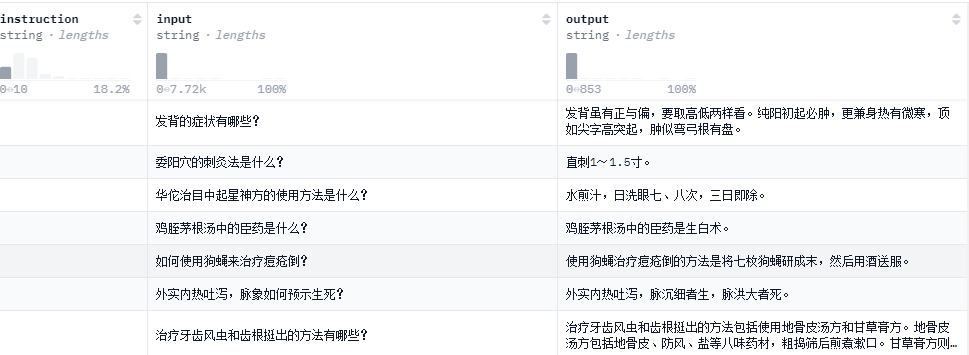 instruction
string · lengths
0⇔10 18.2%
input
string · lengths
0⇔7.72k 100%
output
string · lengths
0⇔853 100%
发背的症状有哪些？
发背虽有正与偏，要取高低两样看。纯阳初起必肿，更兼身热有微寒，顶
如尖字高突起，肿似弯弓根有盘。
委阳穴的刺灸法是什么？
直刺1～1.5寸。
华佗治目中起星神方的使用方法是什么？
水煎汁，日洗眼七、八次，三日即除。
鸡胵茅根汤中的臣药是什么？
鸡胵茅根汤中的臣药是生白术。
如何使用狗蝇来治疗痘疮倒？
使用狗蝇治疗痘疮倒的方法是将七枚狗蝇研成末，然后用酒送服。
外实内热吐泻，脉象如何预示生死？
外实内热吐泻，脉沉细者生，脉洪大者死。
治疗牙齿风虫和齿根挺出的方法有哪些？
治疗牙齿风虫和齿根挺出的方法包括使用地骨皮汤方和甘草膏方。地骨皮
汤方包括地骨皮、防风、盐等八味药材，粗捣筛后煎煮漱口。甘草膏方则…